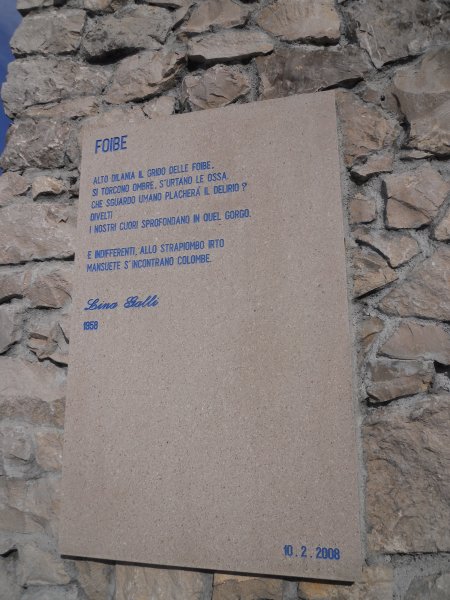 FOIBE
ALTO DILANIA IL GRIDO DELLE FOIBE.
SI TORCONO OMBRE, S'URTANO LE OSSA.
CHE SGUARDO UMANO PLACHERÀ IL DELIRIO ?
DIVELTI
I NOSTRI CUORI SPROFONDANO IN QUEL GORGO.
E INDIFFERENTI, ALLO STRAPIOMBO IRTO
MANSUETE S'INCONTRANO COLOMBE.
Lina Galli
1958
10.2.2008